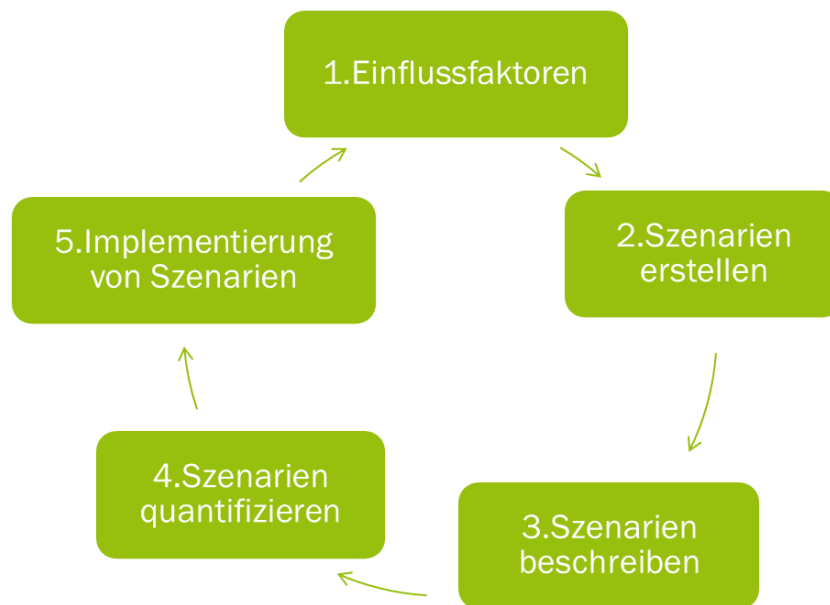 1.Einflussfaktoren
2.Szenarien
erstellen
3.Szenarien
beschreiben
4.Szenarien
quantifizieren
5.Implementierung
von Szenarien